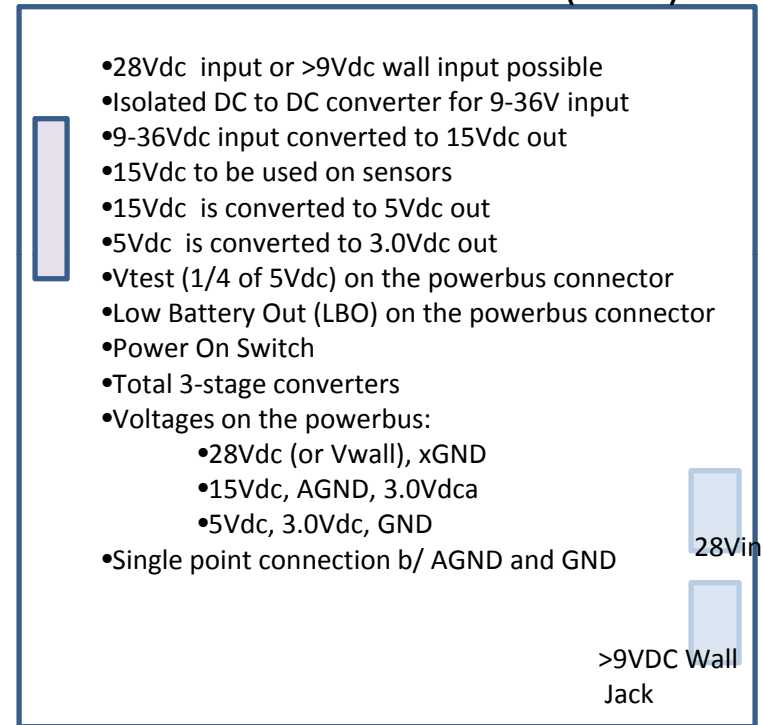 •28Vdc input or >9Vdc wall input possible
•Isolated DC to DC converter for 9-36V input
•9-36Vdc input converted to 15Vdc out
•15Vdc to be used on sensors
•15Vdc is converted to 5Vdc out
•5Vdc is converted to 3.0Vdc out
•Vtest (1/4 of 5Vdc) on the powerbus connector
•Low Battery Out (LBO) on the powerbus connector
•Power On Switch
•Total 3-stage converters
•Voltages on the powerbus:
•28Vdc (or Vwall), xGND
•15Vdc, AGND, 3.0Vdca
•5Vdc, 3.0Vdc, GND
•Single point connection b/ AGND and GND
28Vin
>9VDC Wall
Jack